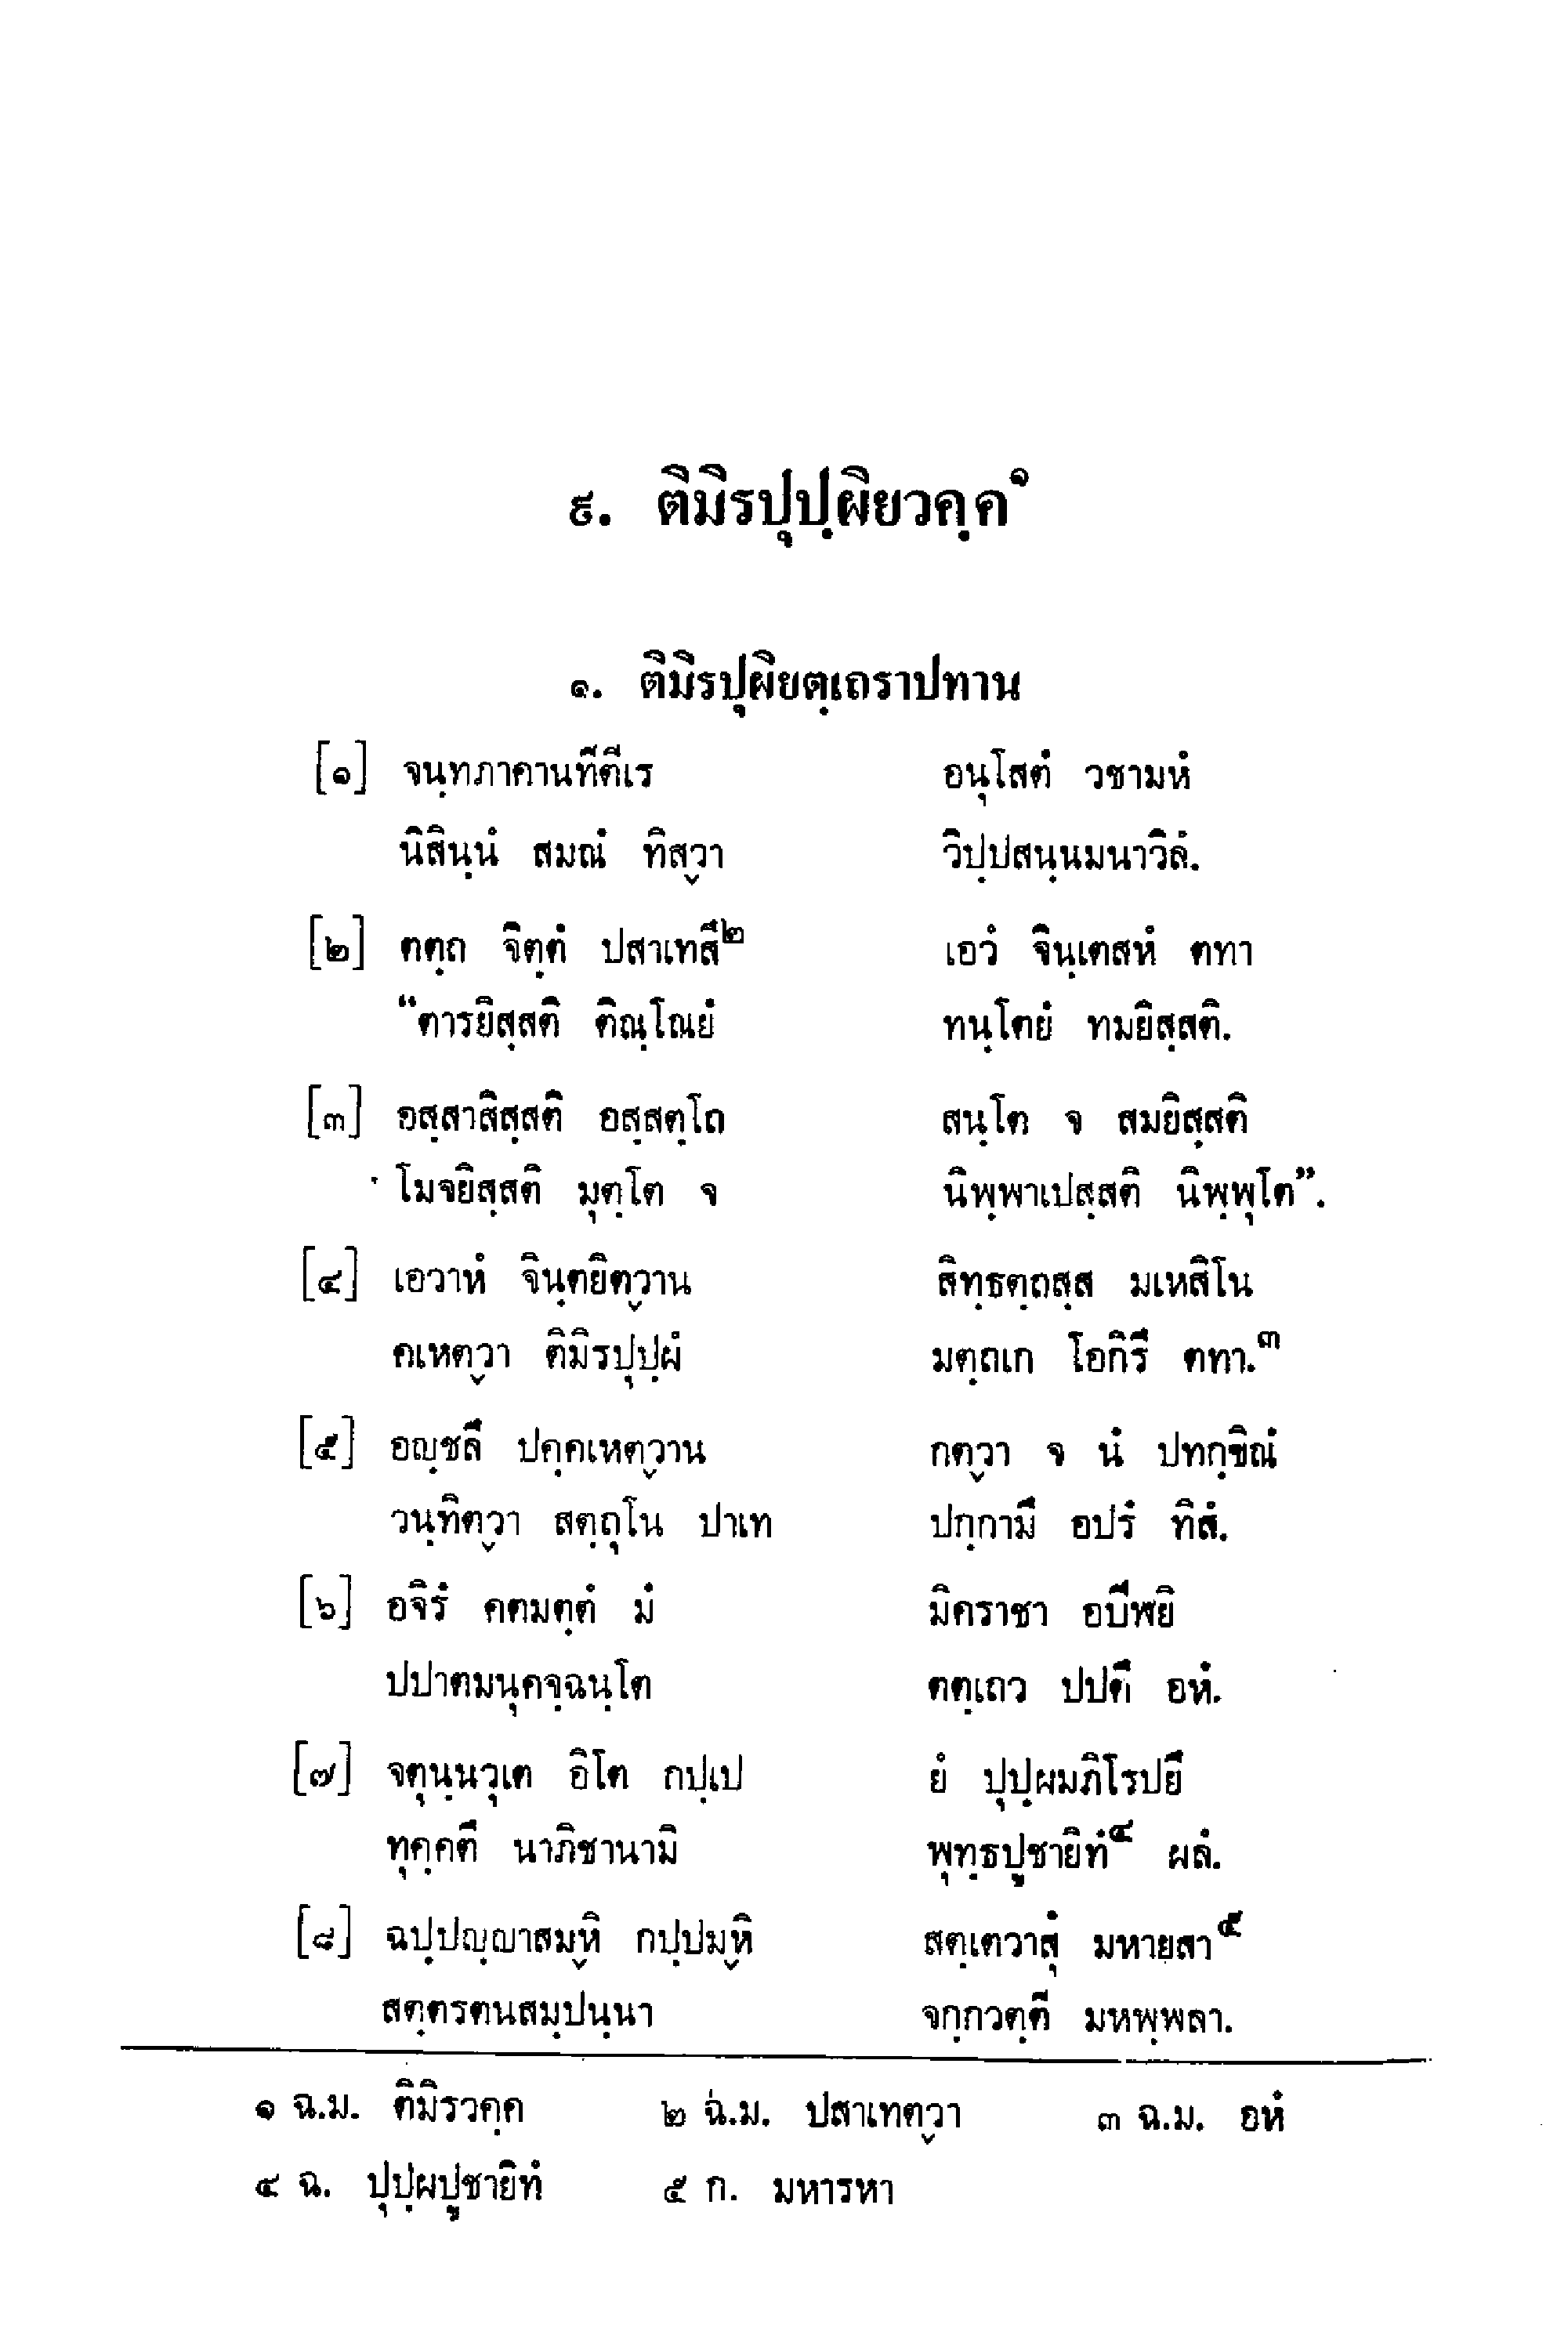 ๙. ติมิรปุปฺผิยวคฺค๑
๑. ติมิรปุผิยตฺเถราปทาน
[๑] จนฺทภาคานทีตีเร อนุโสตํ วชามหํ
นิสินฺนํ สมณํ ทิสฺวา วิปฺปสนฺนมนาวิลํ.
[๒] ตตฺถ จิตฺตํ ปสาเทสึ๒ เอวํ จินฺเตสหํ ตทา
“ตารยิสฺสติ ติณฺโณยํ ทนฺโตยํ ทมยิสฺสติ.
[๓] อสฺสาสิสฺสติ อสฺสตฺโถ สนฺโต จ สมยิสฺสติ
โมจยิสฺสติ มุตฺโต จ นิพฺพาเปสฺสติ นิพฺพุโต”.
[๔] เอวาหํ จินฺตยิตฺวาน สิทฺธตฺถสฺส มเหสิโน
คเหตฺวา ติมิรปุปฺผํ มตฺถเก โอกิรึ ตทา.๓
[๕] อญฺชลึ ปคฺคเหตฺวาน กตฺวา จ นํ ปทกฺขิณํ
วนฺทิตฺวา สตฺถุโน ปาเท ปกฺกามึ อปรํ ทิสํ.
[๖] อจิรํ คตมตฺตํ มํ มิคราชา อปีฬยิ
ปปาตมนุคจฺฉนฺโต ตตฺเถว ปปตึ อหํ.
[๗] จตุนฺนวุเต อิโต กปฺเป ยํ ปุปฺผมภิโรปยึ
ทุคฺคตึ นาภิชานามิ พุทฺธปูชายิทํ๔ ผลํ.
[๘] ฉปฺปญฺญาสมฺหิ กปฺปมฺหิ สตฺเตวาสุํ มหายสา๕
สตฺตรตนสมฺปนฺนา จกฺกวตฺตี มหพฺพลา.
๑ ฉ.ม. ติมิรวคฺค ๒ ฉ.ม. ปสาเทตฺวา ๓ ฉ.ม. อหํ
๔ ฉ. ปุปฺผปูชายิทํ ๕ ก. มหารหา